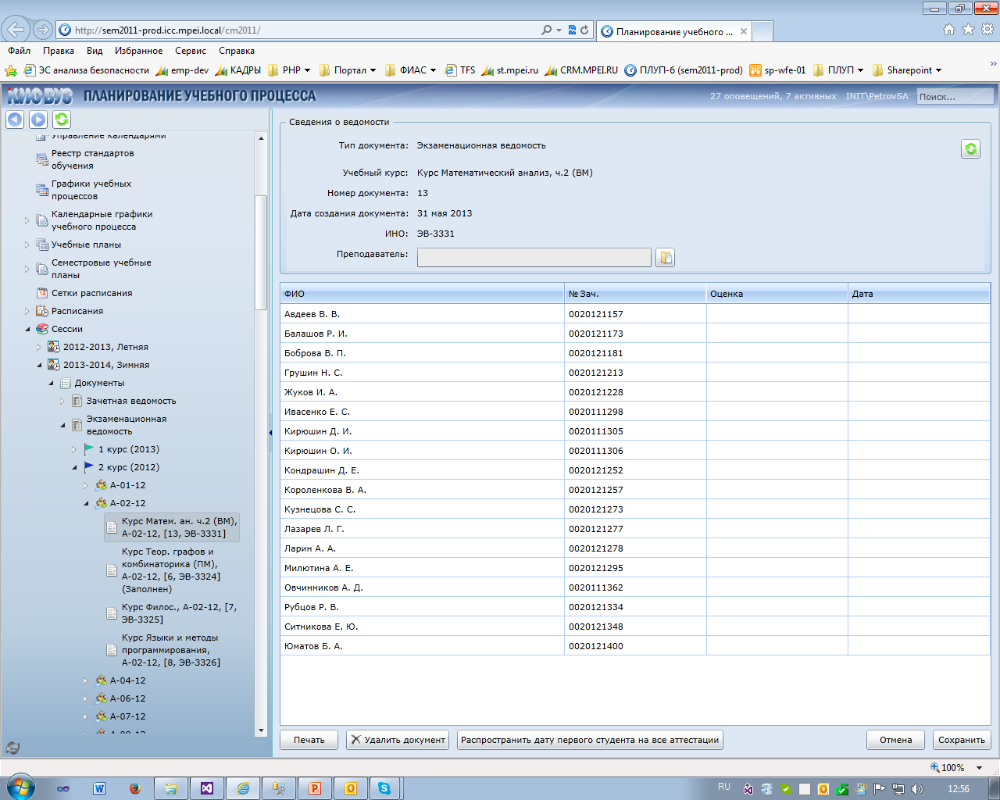 http://sem2011-prod.icc.mpei.local/cm2011/
Планирование учебного ...
Файл Правка Вид Избранное Сервис Справка
ЭС анализа безопасности emp-dev КАДРЫ PHP Портал ФИАС TFS st.mpei.ru CRM.MPEI.RU ПЛУП-6 (sem2011-prod) sp-wfe-01 ПЛУП Sharepoint
КИС ВУЗ ПЛАНИРОВАНИЕ УЧЕБНОГО ПРОЦЕССА
27 оповещений, 7 активных INIT\PetrovSA Поиск...
Управление календарями
Реестр стандартов
обучения
Графики учебных
процессов
Календарные графики
учебного процесса
Учебные планы
Семестровые учебные
планы
Сетки расписания
Расписания
Сессии
2012-2013, Летняя
2013-2014, Зимняя
Документы
Зачетная ведомость
Экзаменационная
ведомость
1 курс (2013)
2 курс (2012)
А-01-12
А-02-12
Курс Матем. ан. ч.2 (ВМ),
А-02-12, [13, ЭВ-3331]
Курс Теор. графов и
комбинаторика (ПМ),
А-02-12, [6, ЭВ-3324]
(Заполнен)
Курс Филос., А-02-12, [7,
ЭВ-3325]
Курс Языки и методы
программирования,
А-02-12, [8, ЭВ-3326]
А-04-12
А-06-12
А-07-12
Сведения о ведомости
Тип документа: Экзаменационная ведомость
Учебный курс: Курс Математический анализ, ч.2 (ВМ)
Номер документа: 13
Дата создания документа: 31 мая 2013
ИНО: ЭВ-3331
Преподаватель:
ФИО № Зач. Оценка Дата
Авдеев В. В. 0020121157
Балашов Р. И. 0020121173
Боброва В. П. 0020121181
Грушин Н. С. 0020121213
Жуков И. А. 0020121228
Ивасенко Е. С. 0020111298
Кирюшин Д. И. 0020111305
Кирюшин О. И. 0020111306
Кондрашин Д. Е. 0020121252
Короленкова В. А. 0020121257
Кузнецова С. С. 0020121273
Лазарев Л. Г. 0020121277
Ларин А. А. 0020121278
Милютина А. Е. 0020121295
Овчинников А. Д. 0020111362
Рубцов Р. В. 0020121334
Ситникова Е. Ю. 0020121348
Юматов Б. А. 0020121400
Печать Удалить документ Распространить дату первого студента на все аттестации Отмена Сохранить
100%
RU 12:56